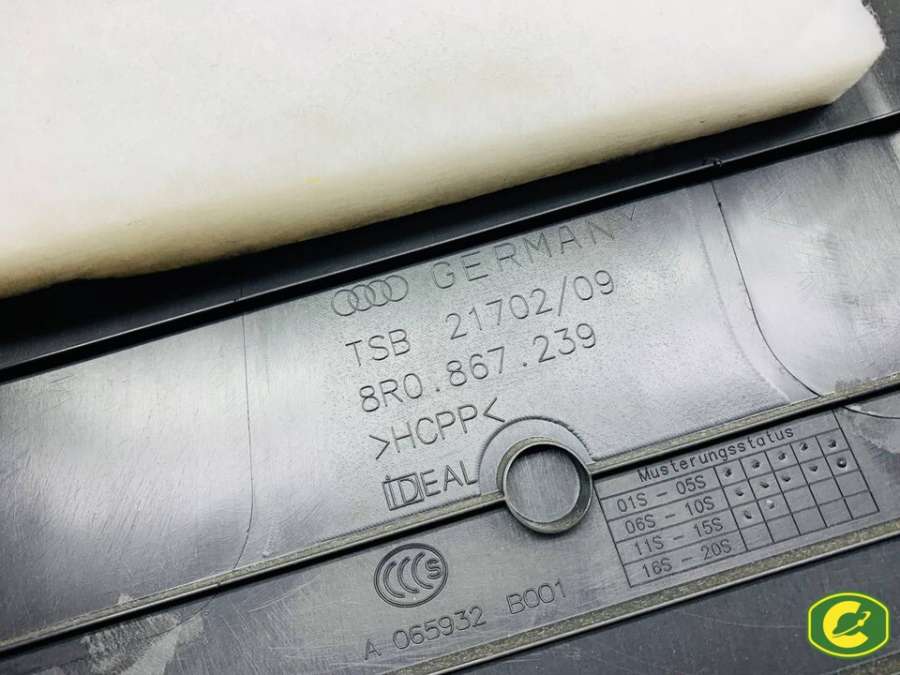 GERMANY
TSB 21702/09
8R0.867.239
>HCPP<
IDEAL
Musterungsstatus
01S - 05S
06S - 10S
11S - 15S
16S - 20S
CCC S
A 065932 B001